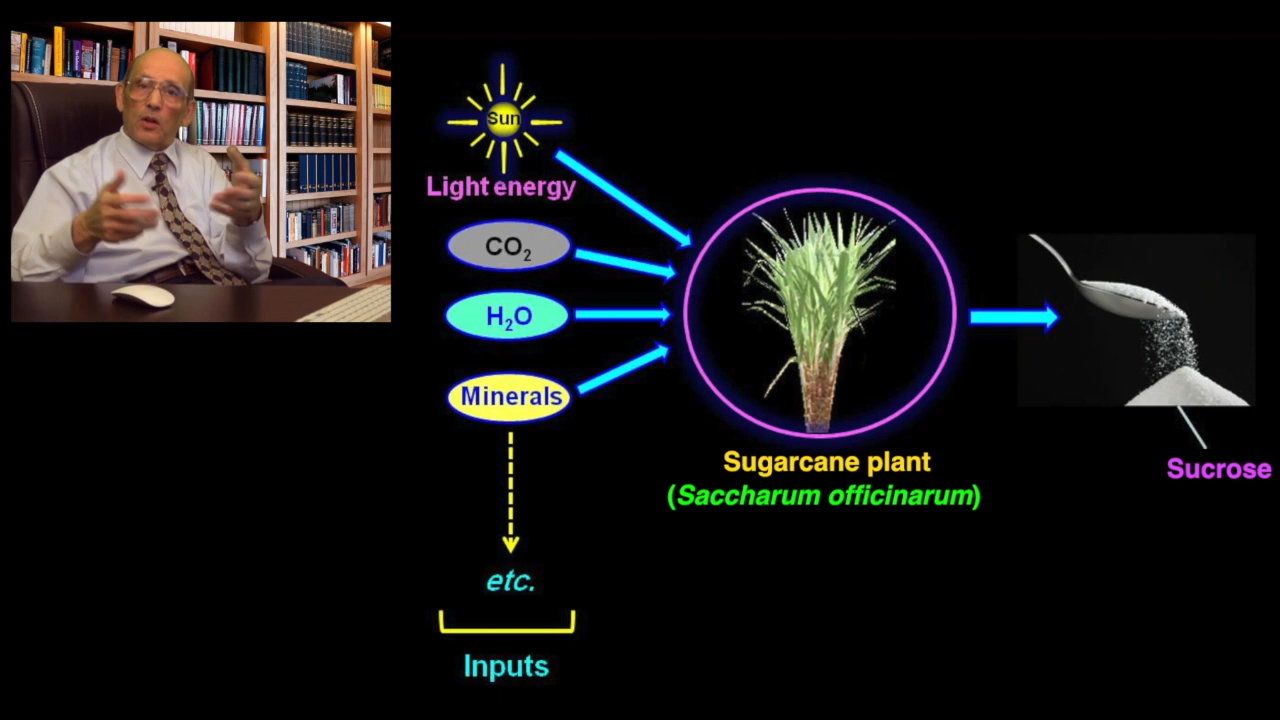 Sun
Light energy
CO₂
H₂O
Minerals
etc.
Inputs
Sugarcane plant
(Saccharum officinarum)
Sucrose